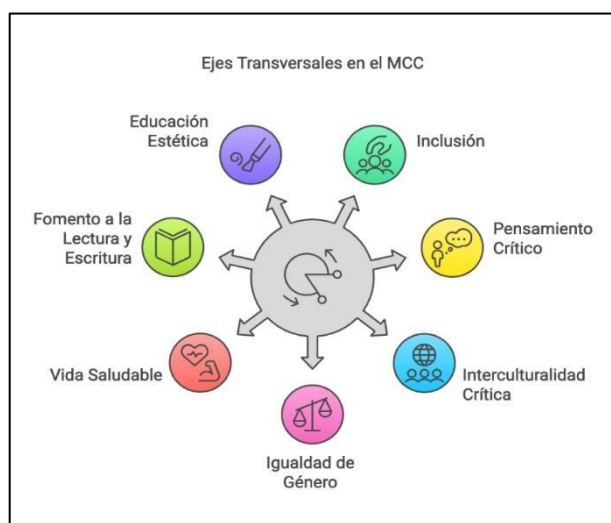 Ejes Transversales en el MCC
Educación
Estética
Inclusión
Fomento a la
Lectura y
Escritura
Pensamiento
Crítico
Vida Saludable
Interculturalidad
Crítica
Igualdad de
Género